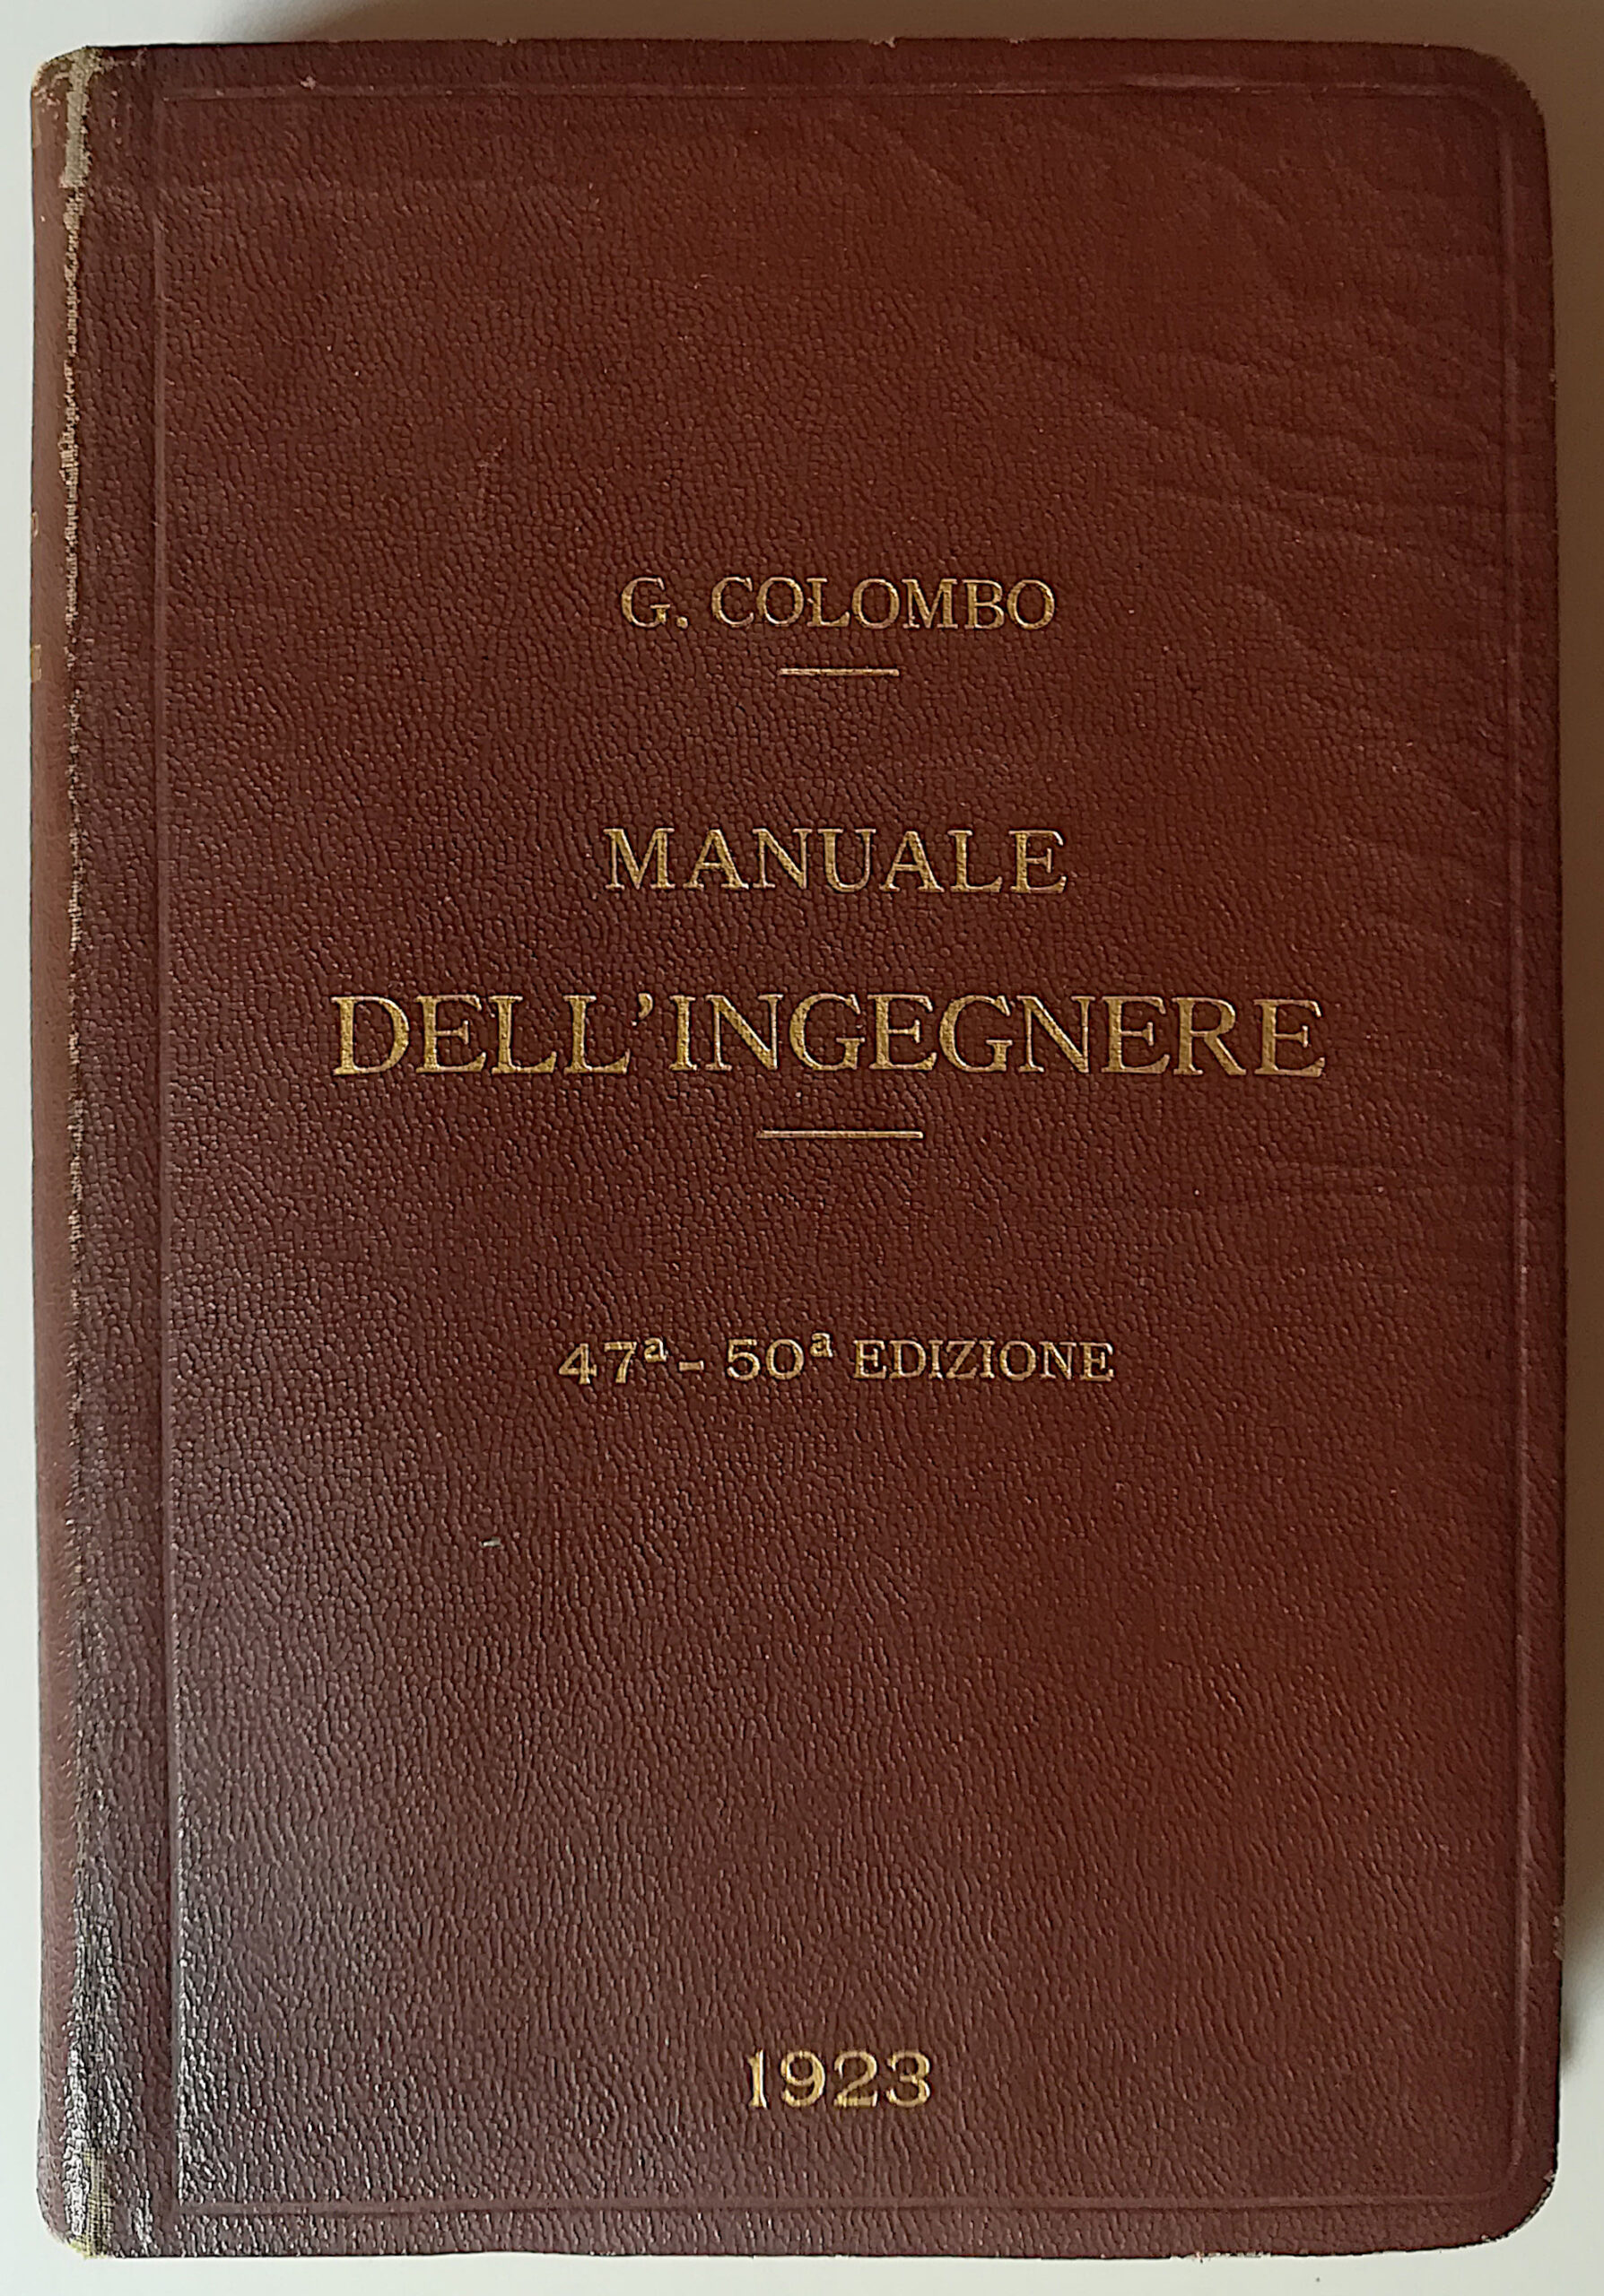 G. COLOMBO
MANUALE
DELL'INGEGNERE
47ª - 50ª EDIZIONE
1923